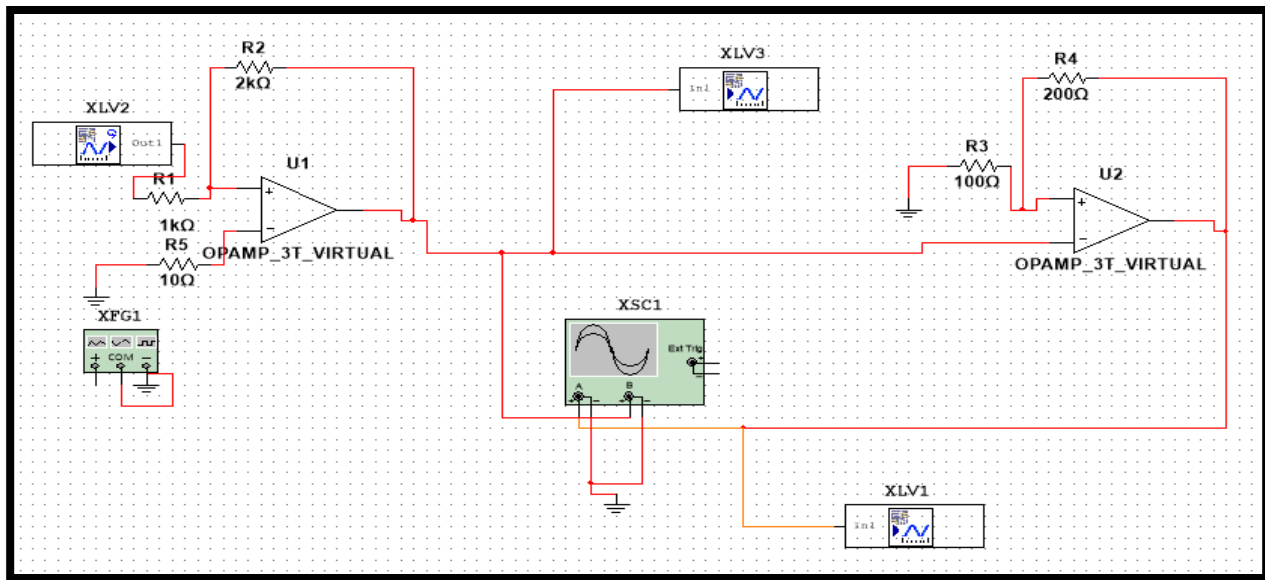 R2
2kΩ
XLV2
Out1
R1
1kΩ
U1
+
−
OPAMP_3T_VIRTUAL
R5
10Ω
XFG1
+ COM −
XLV3
In1
R4
200Ω
R3
100Ω
U2
+
−
OPAMP_3T_VIRTUAL
XSC1
Ext Trig
+
−
A B
+ − + −
XLV1
In1